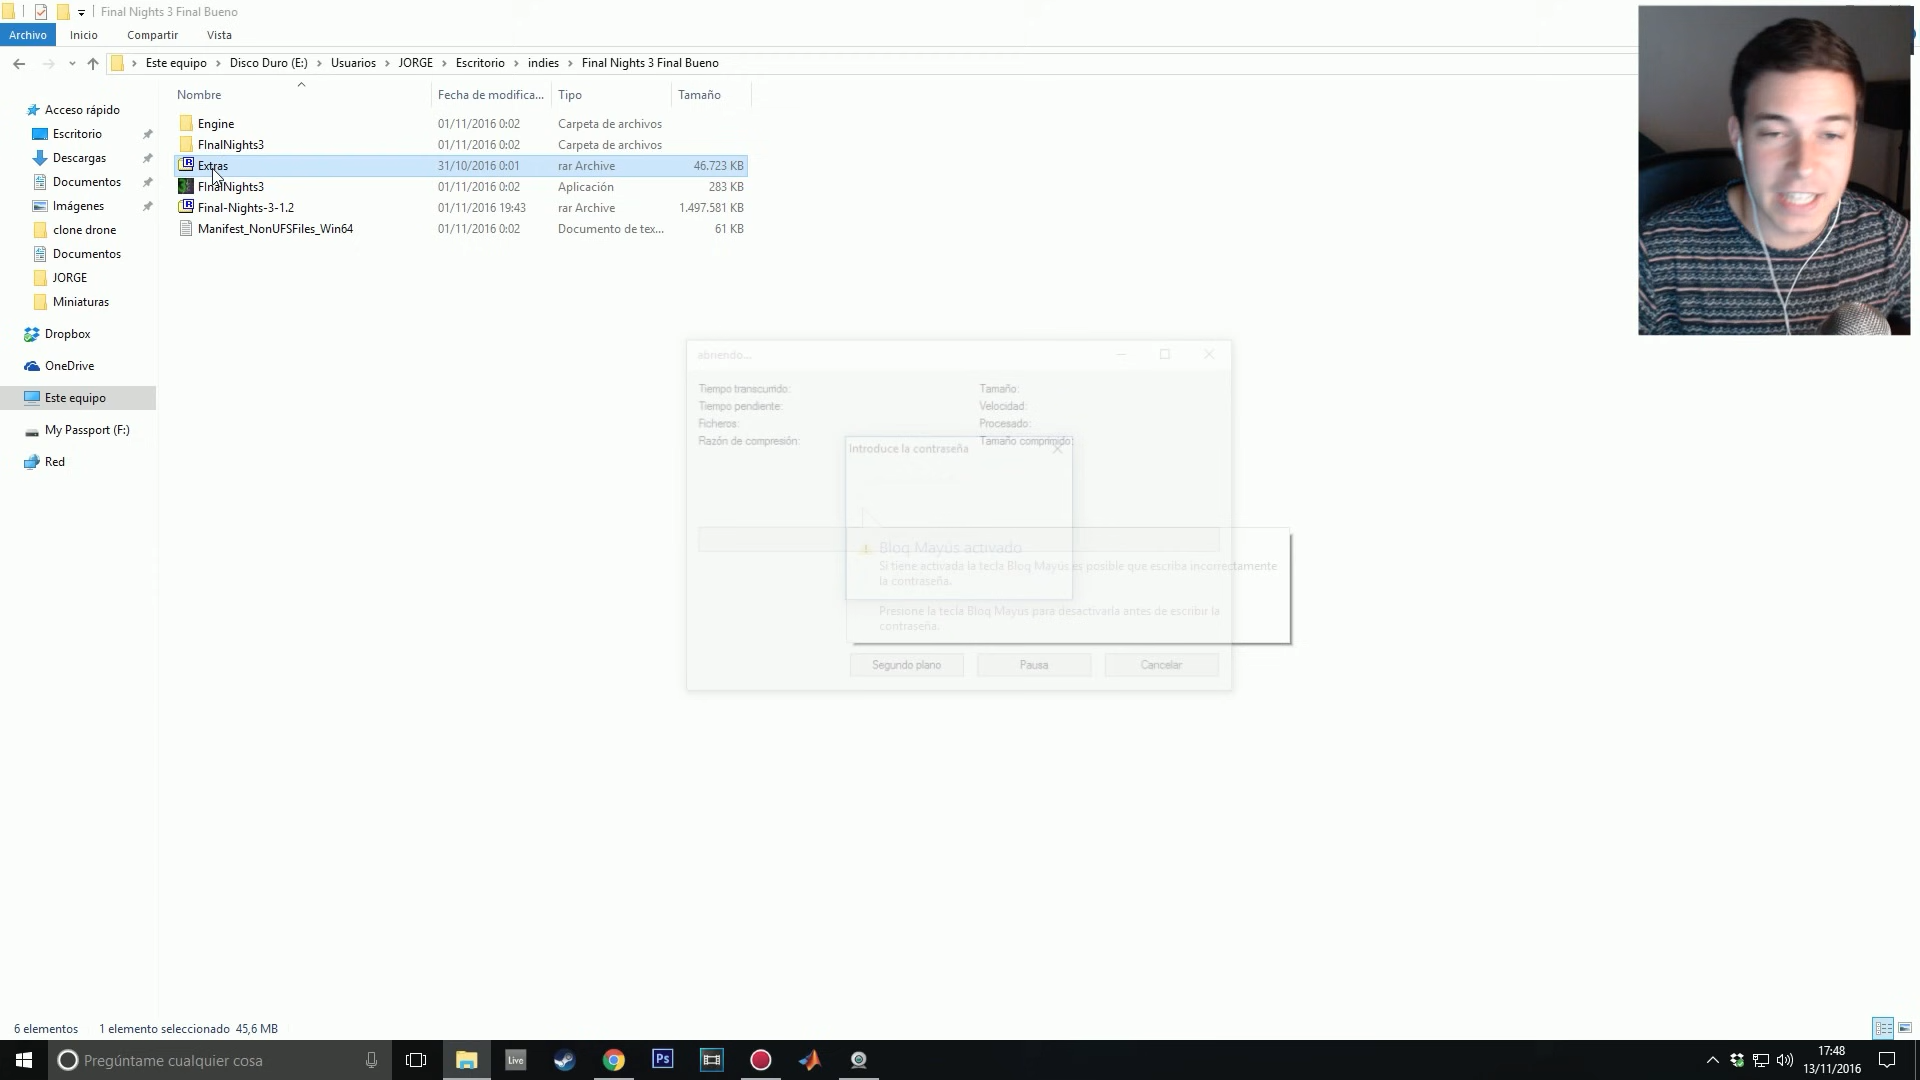 Final Nights 3 Final Bueno
Archivo Inicio Compartir Vista
Este equipo Disco Duro (E:) Usuarios JORGE Escritorio indies Final Nights 3 Final Bueno
Nombre Fecha de modifica... Tipo Tamaño
Acceso rápido
Escritorio
Descargas
Documentos
Imágenes
clone drone
Documentos
JORGE
Miniaturas
Dropbox
OneDrive
Este equipo
My Passport (F:)
Red
Engine 01/11/2016 0:02 Carpeta de archivos
FInalNights3 01/11/2016 0:02 Carpeta de archivos
Extras 31/10/2016 0:01 rar Archive 46.723 KB
FInalNights3 01/11/2016 0:02 Aplicación 283 KB
Final-Nights-3-1.2 01/11/2016 19:43 rar Archive 1.497.581 KB
Manifest_NonUFSFiles_Win64 01/11/2016 0:02 Documento de tex... 61 KB
abriendo...
Tiempo transcurrido: Tamaño:
Tiempo pendiente: Velocidad:
Ficheros: Procesado:
Razón de compresión: Tamaño comprimido:
Introduce la contraseña
Bloq Mayús activado
Si tiene activada la tecla Bloq Mayús es posible que escriba incorrectamente
la contraseña.
Presione la tecla Bloq Mayús para desactivarla antes de escribir la
contraseña.
Segundo plano Pausa Cancelar
6 elementos 1 elemento seleccionado 45,6 MB
Pregúntame cualquier cosa
Live
Ps
17:48
13/11/2016